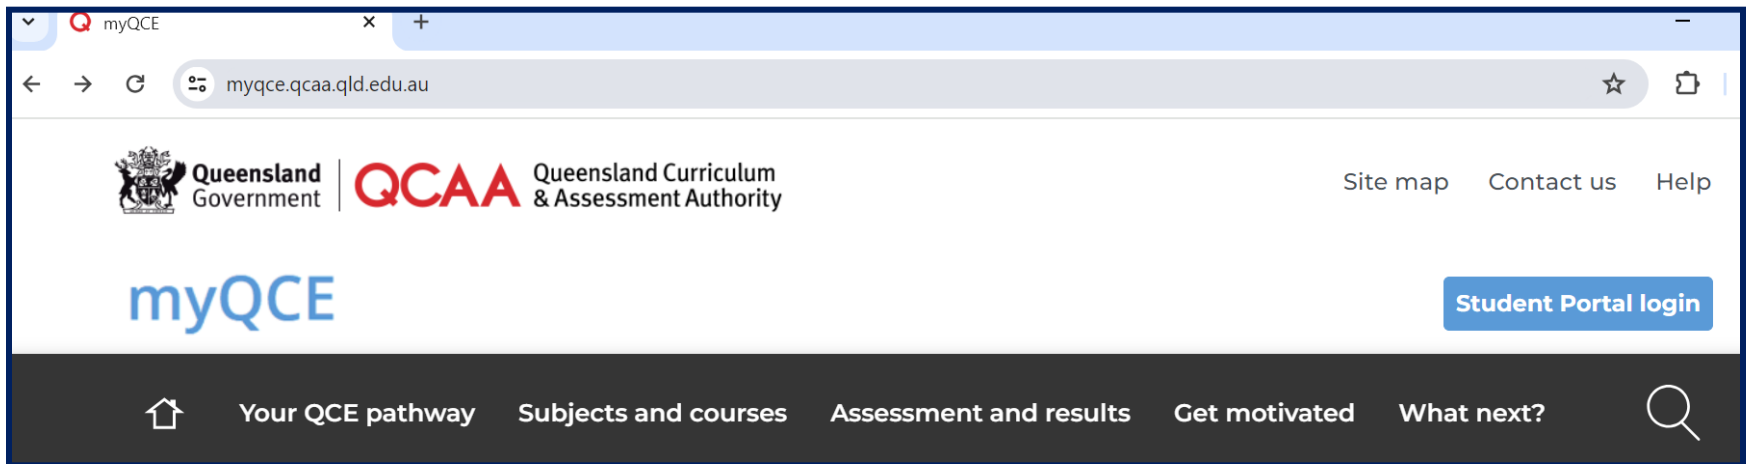 myQCE
myqce.qcaa.qld.edu.au
Queensland
Government
QCAA
Queensland Curriculum
& Assessment Authority
Site map Contact us Help
myQCE
Student Portal login
Your QCE pathway Subjects and courses Assessment and results Get motivated What next?